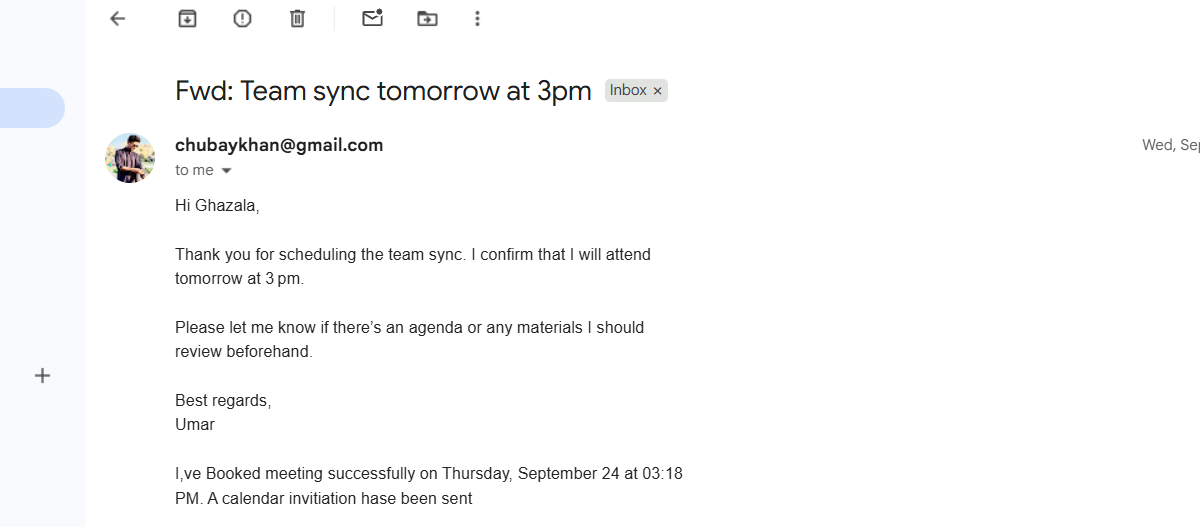 Fwd: Team sync tomorrow at 3pm Inbox ×
chubaykhan@gmail.com
Wed, Sep
to me
Hi Ghazala,
Thank you for scheduling the team sync. I confirm that I will attend
tomorrow at 3 pm.
Please let me know if there’s an agenda or any materials I should
review beforehand.
Best regards,
Umar
I,ve Booked meeting successfully on Thursday, September 24 at 03:18
PM. A calendar invitiation hase been sent